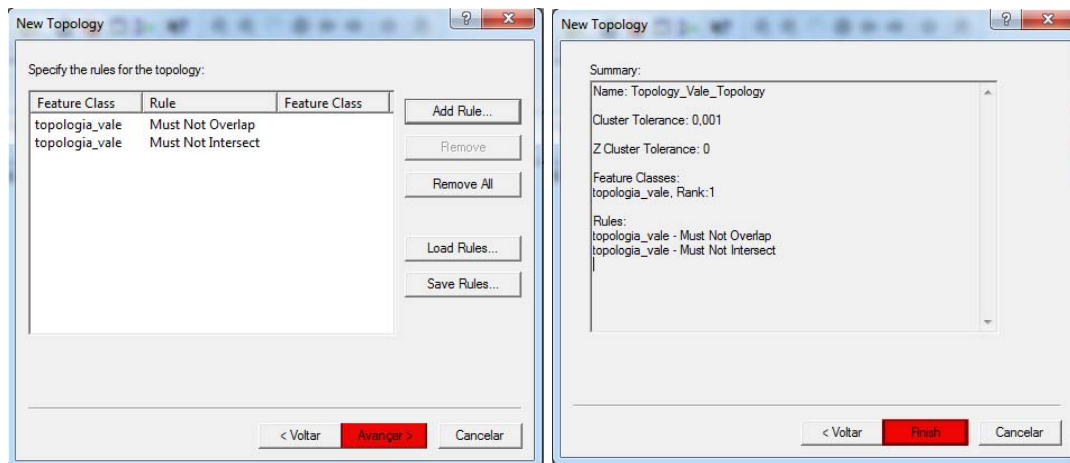 New Topology
Specify the rules for the topology:
Feature Class Rule Feature Class
topologia_vale Must Not Overlap
topologia_vale Must Not Intersect
Add Rule...
Remove
Remove All
Load Rules...
Save Rules...
< Voltar
Avançar >
Cancelar
New Topology
Summary:
Name: Topology_Vale_Topology
Cluster Tolerance: 0,001
Z Cluster Tolerance: 0
Feature Classes:
topologia_vale, Rank:1
Rules:
topologia_vale - Must Not Overlap
topologia_vale - Must Not Intersect
< Voltar
Finish
Cancelar